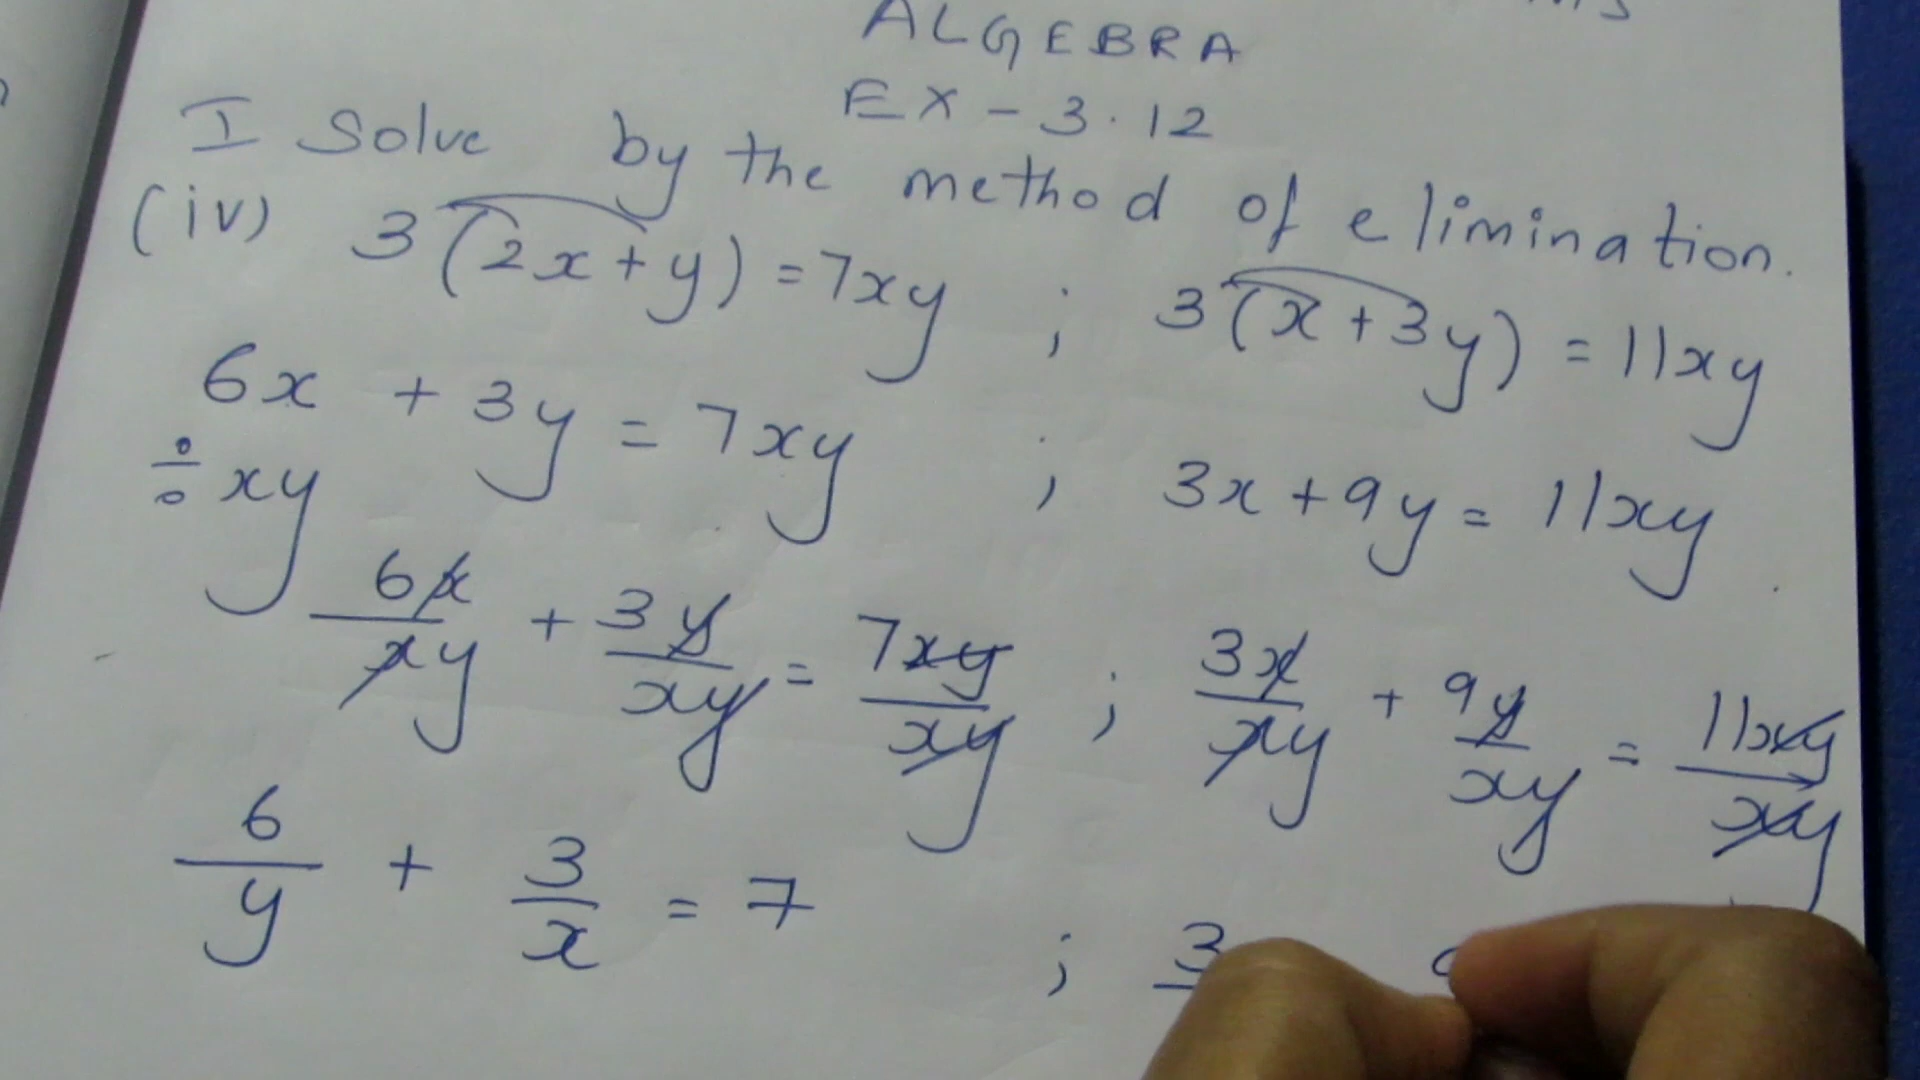 ALGEBRA
EX - 3.12
I Solve by the method of elimination.
(iv) 3(2x+y) = 7xy ; 3(x+3y) = 11xy
6x + 3y = 7xy ; 3x+9y = 11xy
÷ xy
6x/xy + 3y/xy = 7xy/xy ; 3x/xy + 9y/xy = 11xy/xy
6/y + 3/x = 7 ; 3